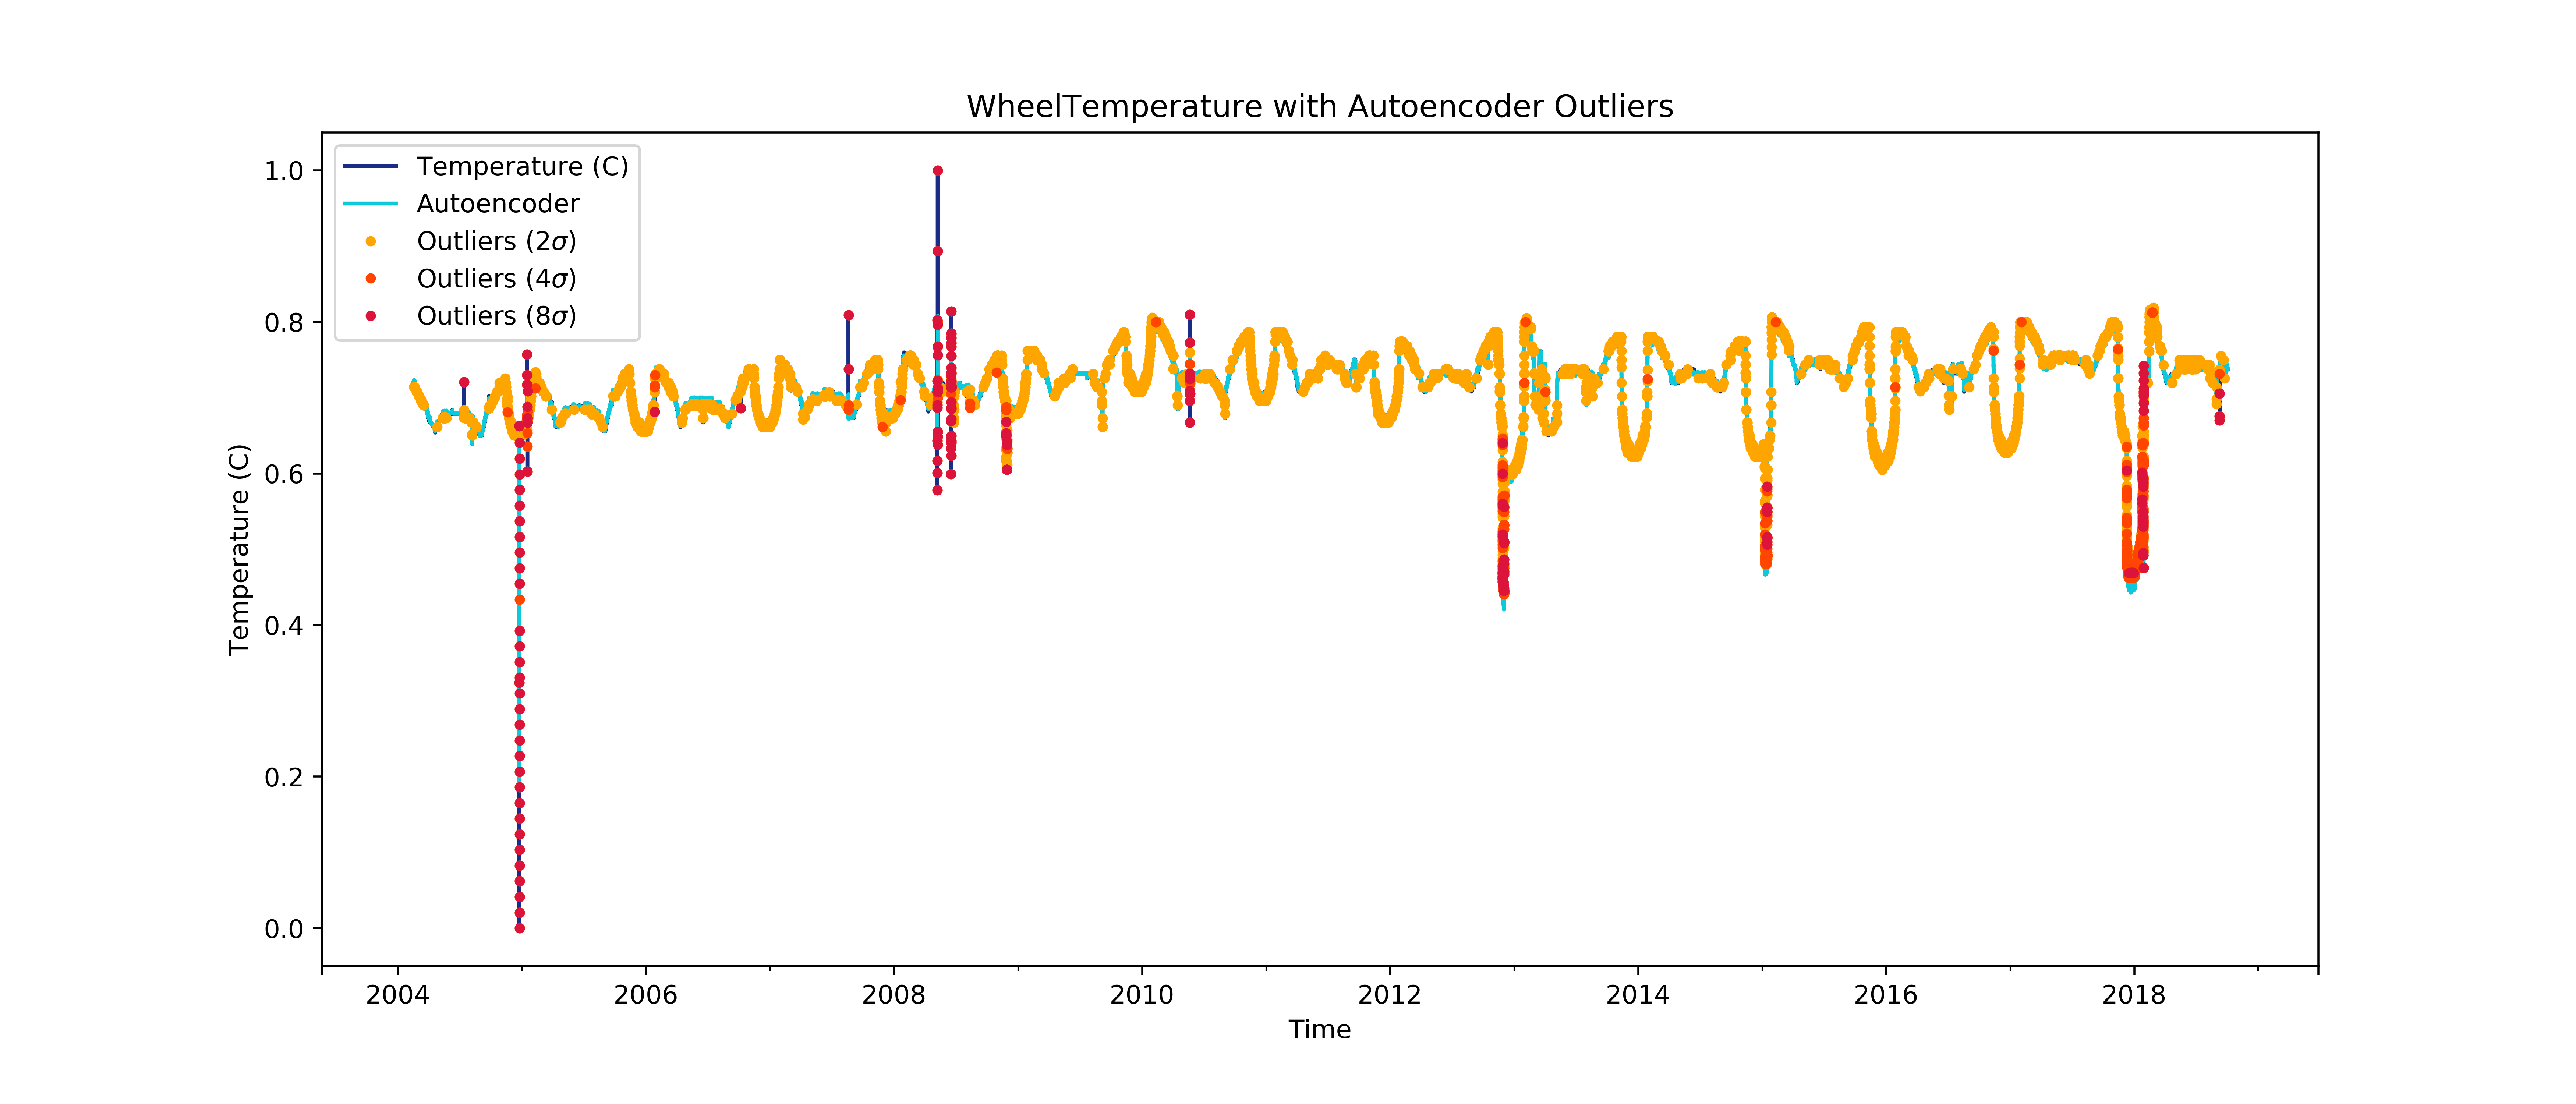 WheelTemperature with Autoencoder Outliers
Temperature (C)
Autoencoder
Outliers (2σ)
Outliers (4σ)
Outliers (8σ)
1.0
0.8
0.6
0.4
0.2
0.0
Temperature (C)
2004 2006 2008 2010 2012 2014 2016 2018
Time